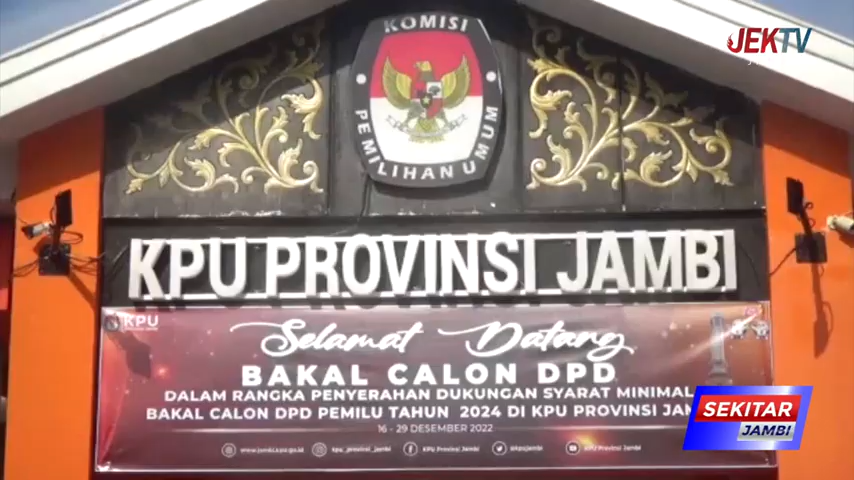 JEKTV
KOMISI
PEMILIHAN UMUM
KPU PROVINSI JAMBI
KPU
Selamat Datang
BAKAL CALON DPD
DALAM RANGKA PENYERAHAN DUKUNGAN SYARAT MINIMAL
BAKAL CALON DPD PEMILU TAHUN 2024 DI KPU PROVINSI JAM
16 - 29 DESEMBER 2022
kpu_provinsi_jambi
KPU Provinsi Jambi
@kpujambi
KPU Provinsi Jambi
SEKITAR
JAMBI